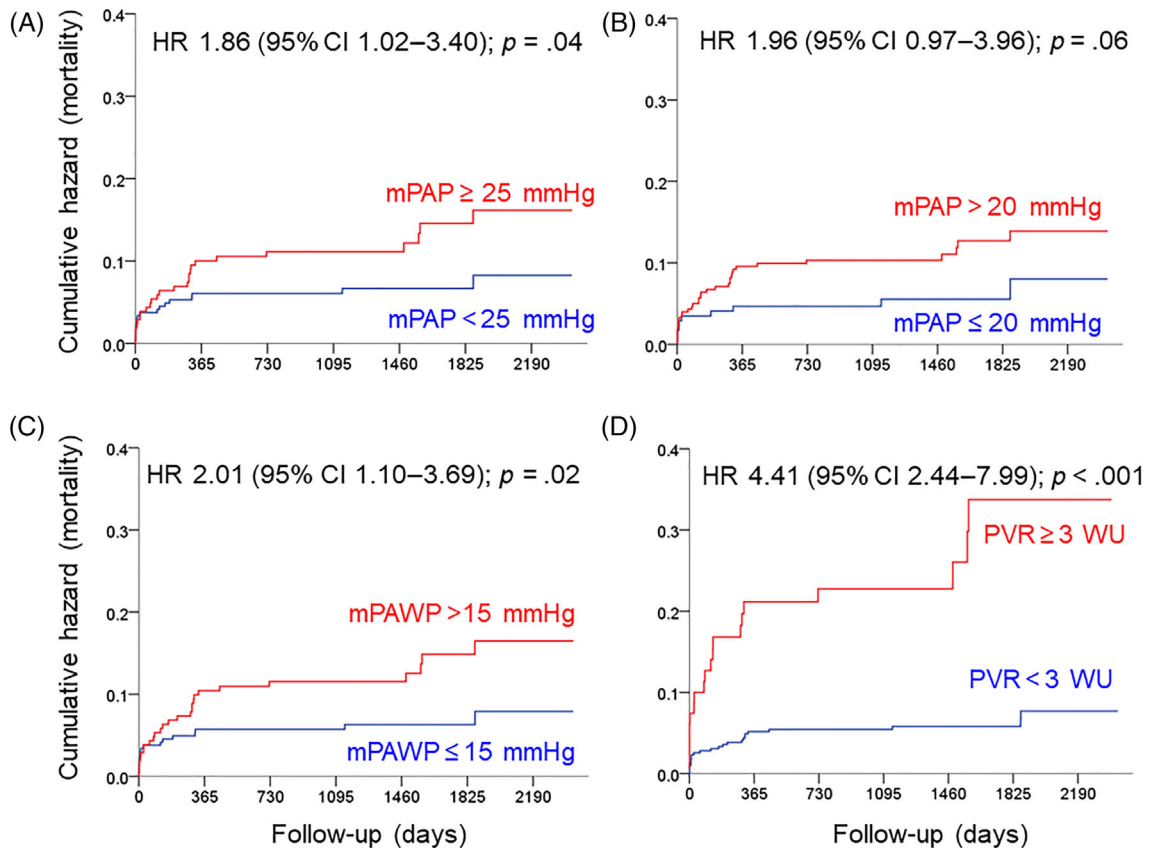 (A)
Cumulative hazard (mortality)
0.4
0.3
0.2
0.1
0.0
HR 1.86 (95% CI 1.02–3.40); p = .04
mPAP ≥ 25 mmHg
mPAP < 25 mmHg
0 365 730 1095 1460 1825 2190
(B)
0.4
0.3
0.2
0.1
0.0
HR 1.96 (95% CI 0.97–3.96); p = .06
mPAP > 20 mmHg
mPAP ≤ 20 mmHg
0 365 730 1095 1460 1825 2190
(C)
Cumulative hazard (mortality)
0.4
0.3
0.2
0.1
0.0
HR 2.01 (95% CI 1.10–3.69); p = .02
mPAWP >15 mmHg
mPAWP ≤ 15 mmHg
0 365 730 1095 1460 1825 2190
Follow-up (days)
(D)
0.4
0.3
0.2
0.1
0.0
HR 4.41 (95% CI 2.44–7.99); p < .001
PVR ≥ 3 WU
PVR < 3 WU
0 365 730 1095 1460 1825 2190
Follow-up (days)